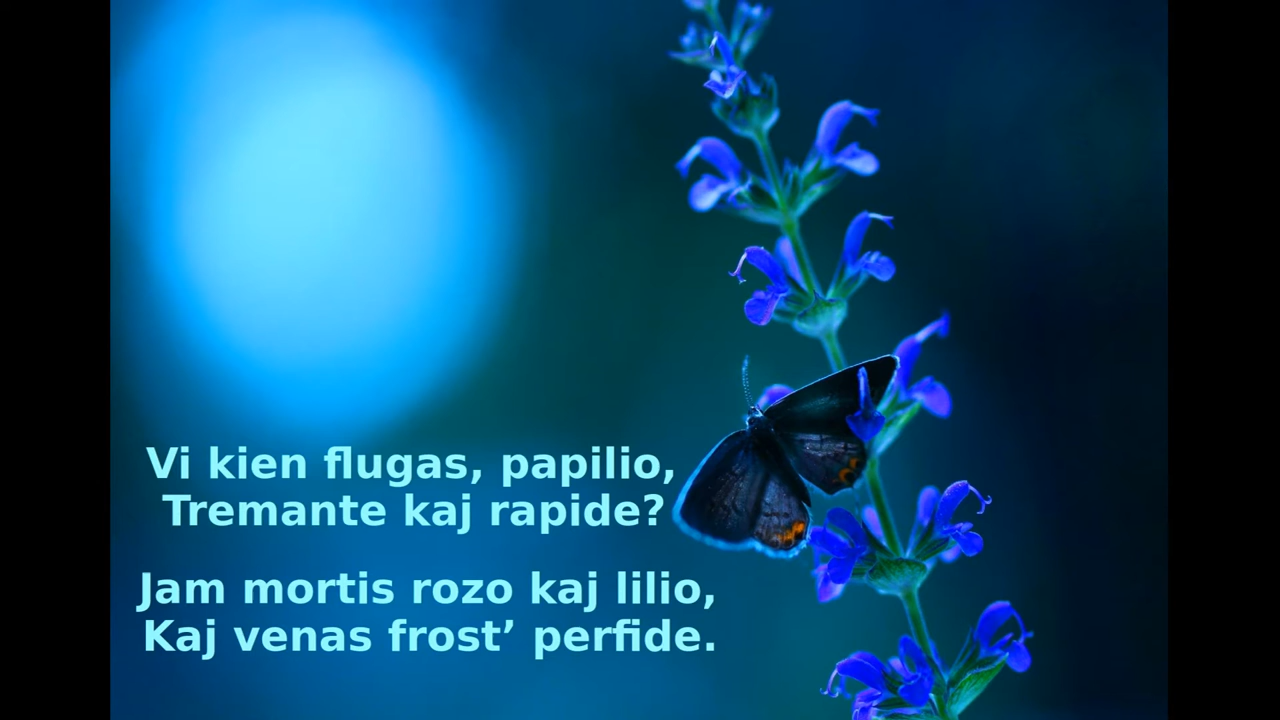 Vi kien flugas, papilio,
Tremante kaj rapide?
Jam mortis rozo kaj lilio,
Kaj venas frost’ perfide.